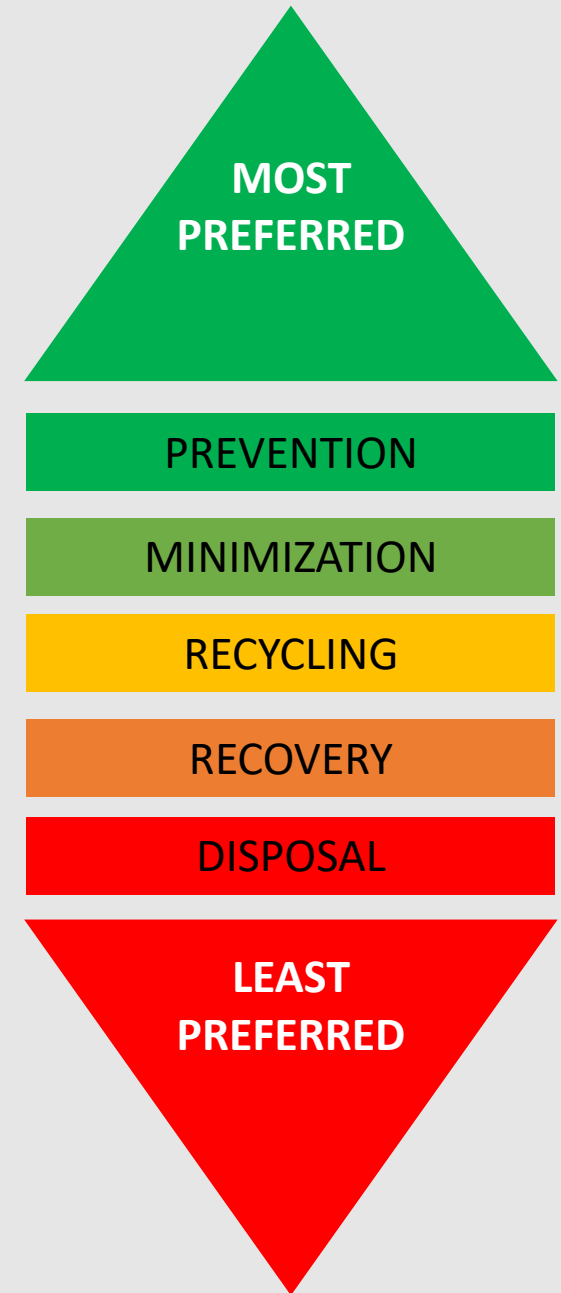 MOST
PREFERRED
PREVENTION
MINIMIZATION
RECYCLING
RECOVERY
DISPOSAL
LEAST
PREFERRED